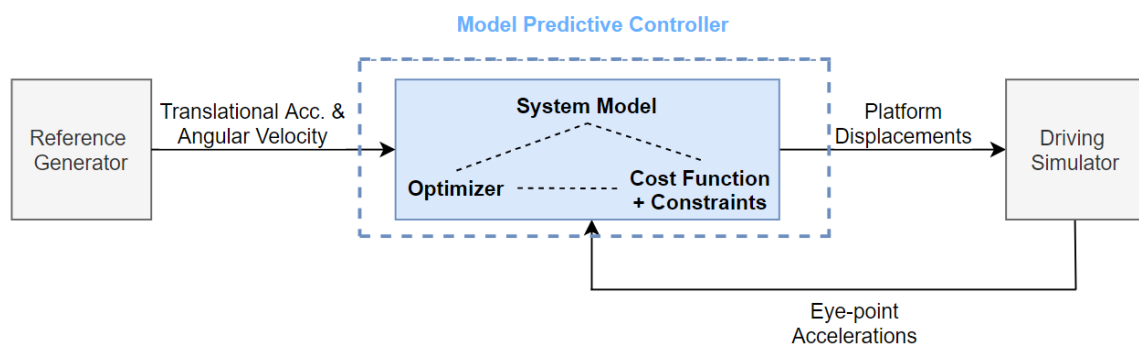 Model Predictive Controller
Reference
Generator
Translational Acc. &
Angular Velocity
System Model
Optimizer
Cost Function
+ Constraints
Platform
Displacements
Driving
Simulator
Eye-point
Accelerations